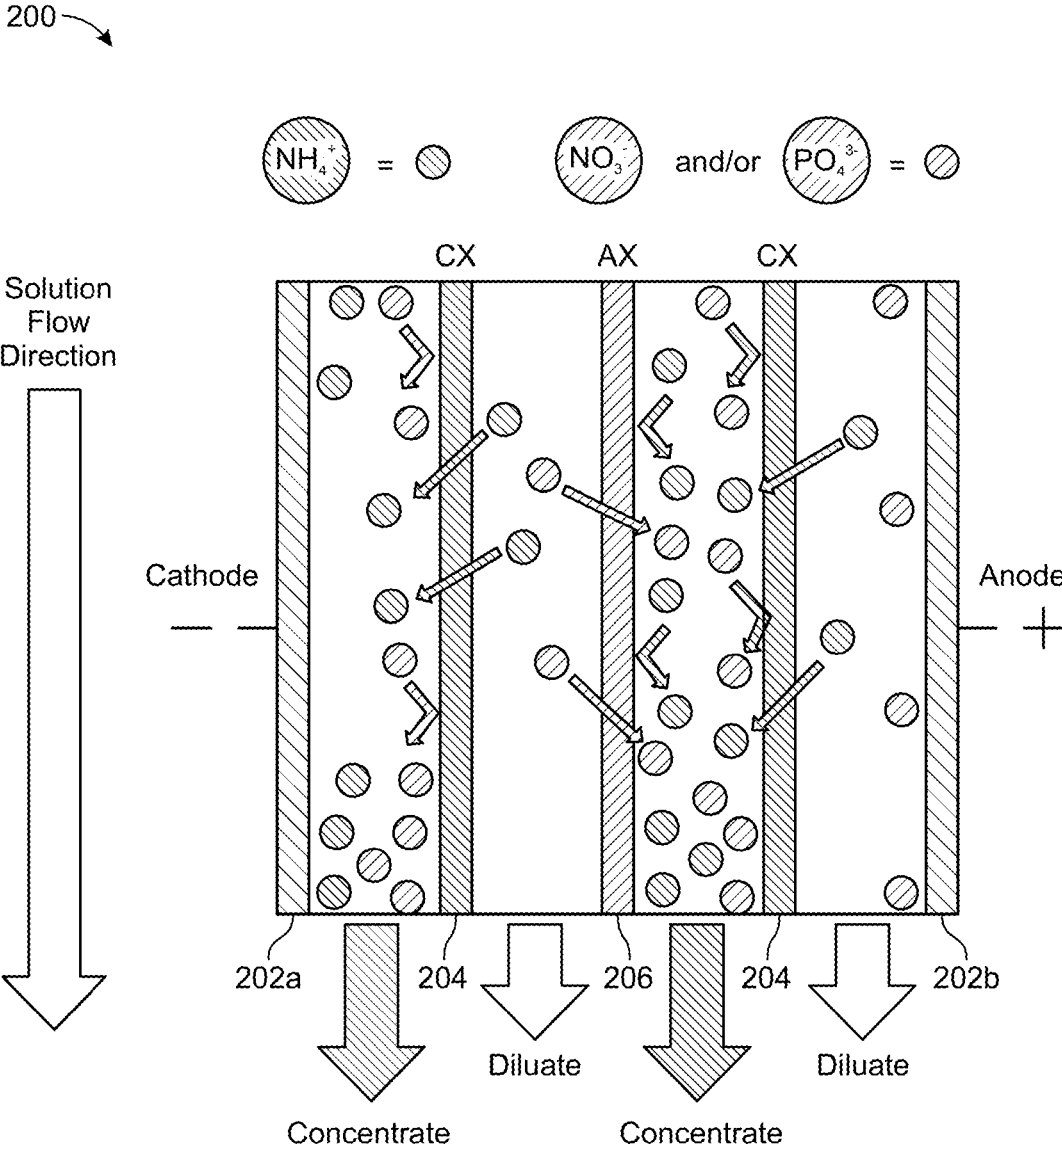 200
NH₄⁺ = NO₃⁻ and/or PO₄³⁻ =
CX AX CX
Solution
Flow
Direction
Cathode
Anode
— — — +
202a 204 206 204 202b
Diluate Diluate
Concentrate Concentrate